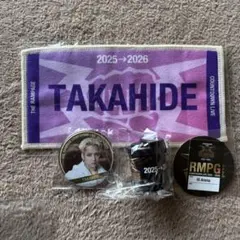 2025→2026
THE RAMPAGE
TAKAHIDE
COUNTDOWN LIVE
2025
RMPG